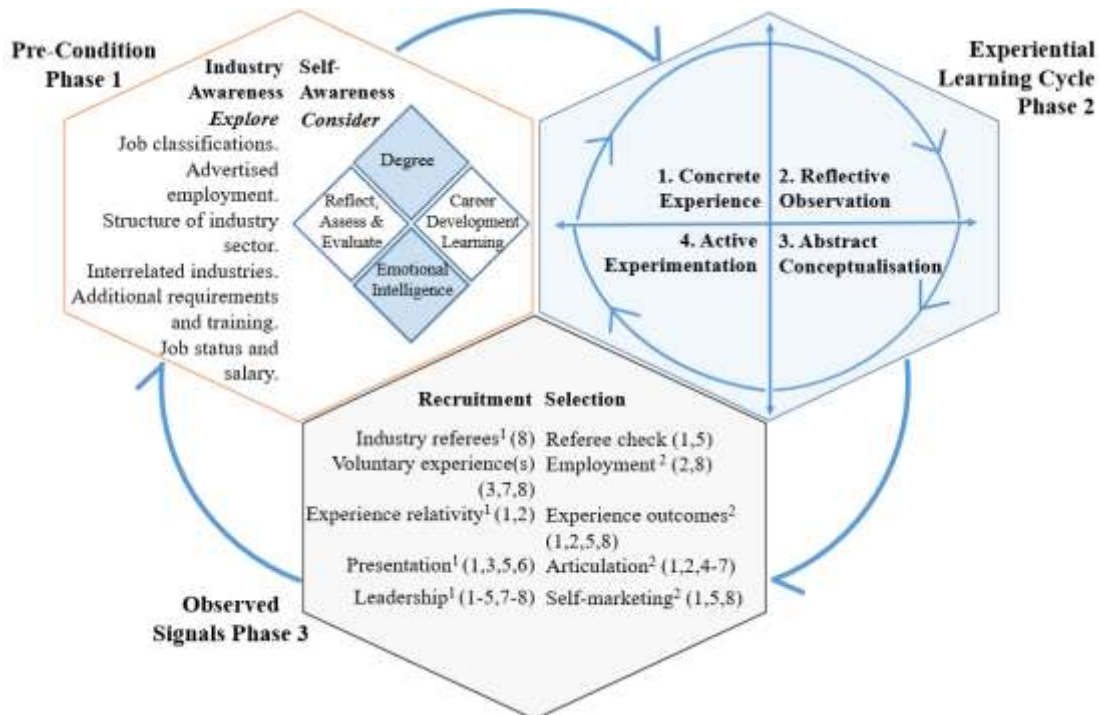 Pre-Condition
Phase 1
Industry
Awareness
Explore
Job classifications.
Advertised
employment.
Structure of industry
sector.
Interrelated industries.
Additional requirements
and training.
Job status and
salary.
Self-
Awareness
Consider
Degree
Reflect,
Assess &
Evaluate
Career
Development
Learning
Emotional
Intelligence
Experiential
Learning Cycle
Phase 2
1. Concrete
Experience
2. Reflective
Observation
4. Active
Experimentation
3. Abstract
Conceptualisation
Observed
Signals Phase 3
Recruitment
Industry referees¹ (8)
Voluntary experience(s)
(3,7,8)
Experience relativity¹ (1,2)
Presentation¹ (1,3,5,6)
Leadership¹ (1-5,7-8)
Selection
Referee check (1,5)
Employment ² (2,8)
Experience outcomes²
(1,2,5,8)
Articulation² (1,2,4-7)
Self-marketing² (1,5,8)